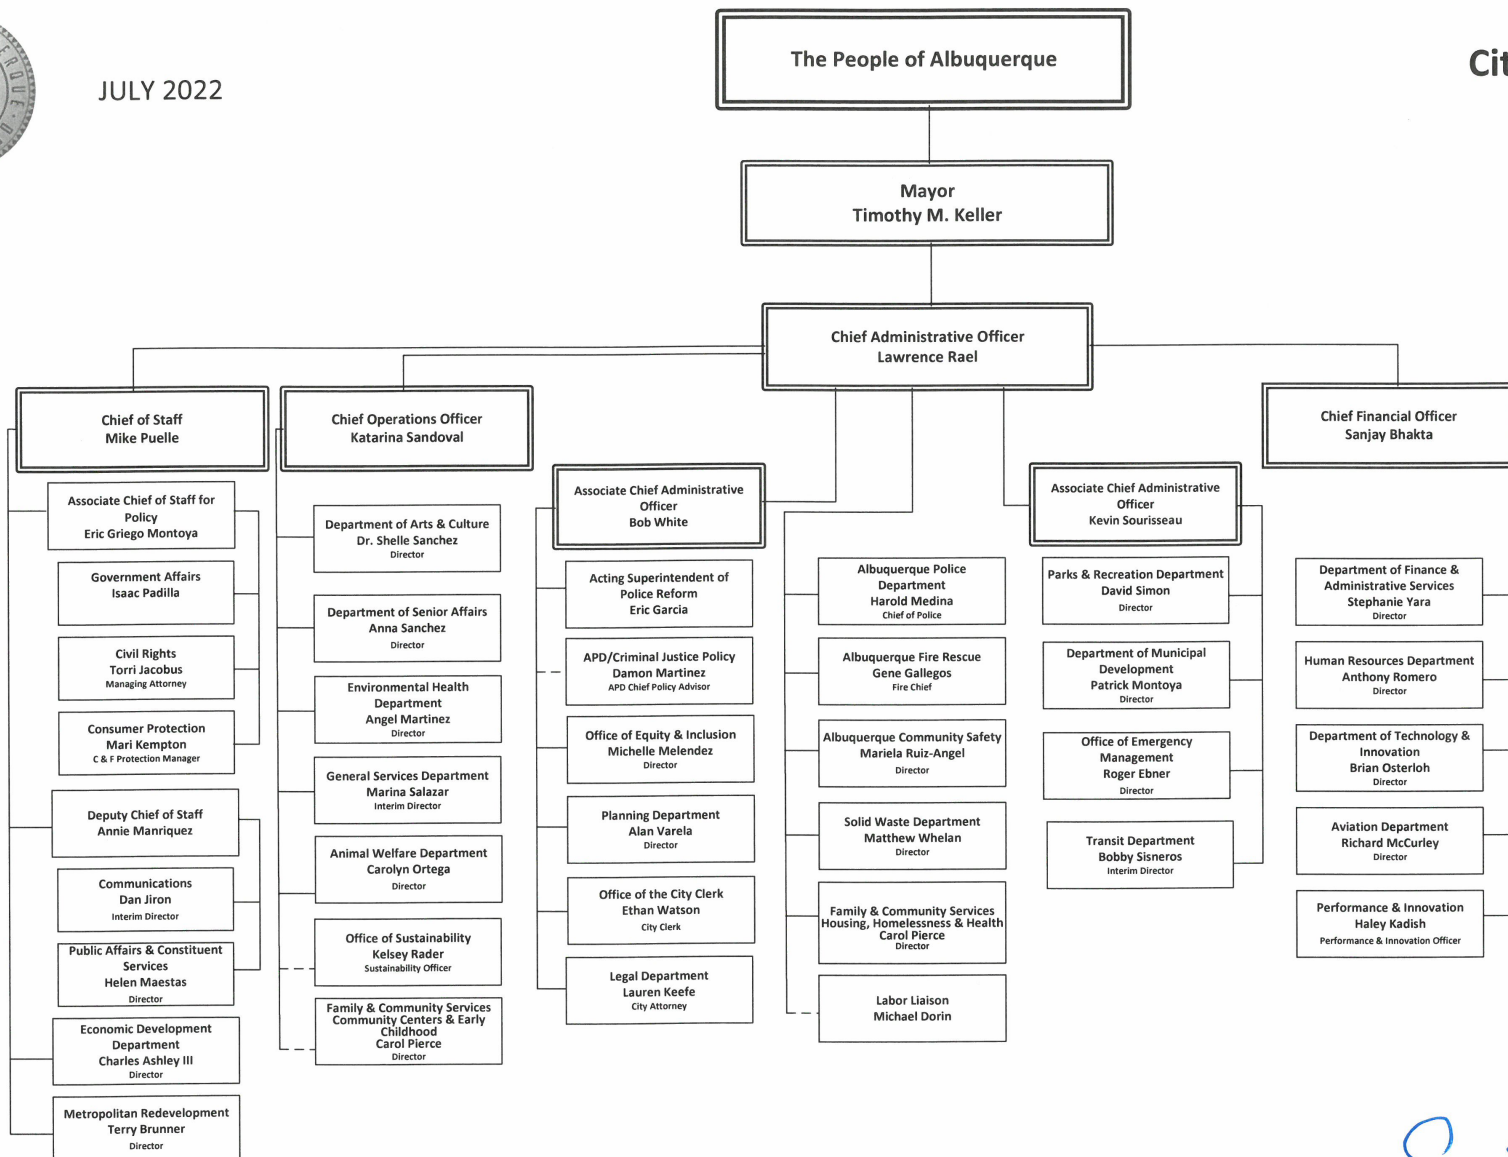 JULY 2022
Cit
The People of Albuquerque
Mayor
Timothy M. Keller
Chief Administrative Officer
Lawrence Rael
Chief of Staff
Mike Puelle
Chief Operations Officer
Katarina Sandoval
Chief Financial Officer
Sanjay Bhakta
Associate Chief of Staff for
Policy
Eric Griego Montoya
Government Affairs
Isaac Padilla
Civil Rights
Torri Jacobus
Managing Attorney
Consumer Protection
Mari Kempton
C & F Protection Manager
Deputy Chief of Staff
Annie Manriquez
Communications
Dan Jiron
Interim Director
Public Affairs & Constituent
Services
Helen Maestas
Director
Economic Development
Department
Charles Ashley III
Director
Metropolitan Redevelopment
Terry Brunner
Director
Department of Arts & Culture
Dr. Shelle Sanchez
Director
Department of Senior Affairs
Anna Sanchez
Director
Environmental Health
Department
Angel Martinez
Director
General Services Department
Marina Salazar
Interim Director
Animal Welfare Department
Carolyn Ortega
Director
Office of Sustainability
Kelsey Rader
Sustainability Officer
Family & Community Services
Community Centers & Early
Childhood
Carol Pierce
Director
Associate Chief Administrative
Officer
Bob White
Acting Superintendent of
Police Reform
Eric Garcia
APD/Criminal Justice Policy
Damon Martinez
APD Chief Policy Advisor
Office of Equity & Inclusion
Michelle Melendez
Director
Planning Department
Alan Varela
Director
Office of the City Clerk
Ethan Watson
City Clerk
Legal Department
Lauren Keefe
City Attorney
Albuquerque Police
Department
Harold Medina
Chief of Police
Albuquerque Fire Rescue
Gene Gallegos
Fire Chief
Albuquerque Community Safety
Mariela Ruiz-Angel
Director
Solid Waste Department
Matthew Whelan
Director
Family & Community Services
Housing, Homelessness & Health
Carol Pierce
Director
Labor Liaison
Michael Dorin
Associate Chief Administrative
Officer
Kevin Sourisseau
Parks & Recreation Department
David Simon
Director
Department of Municipal
Development
Patrick Montoya
Director
Office of Emergency
Management
Roger Ebner
Director
Transit Department
Bobby Sisneros
Interim Director
Department of Finance &
Administrative Services
Stephanie Yara
Director
Human Resources Department
Anthony Romero
Director
Department of Technology &
Innovation
Brian Osterloh
Director
Aviation Department
Richard McCurley
Director
Performance & Innovation
Haley Kadish
Performance & Innovation Officer